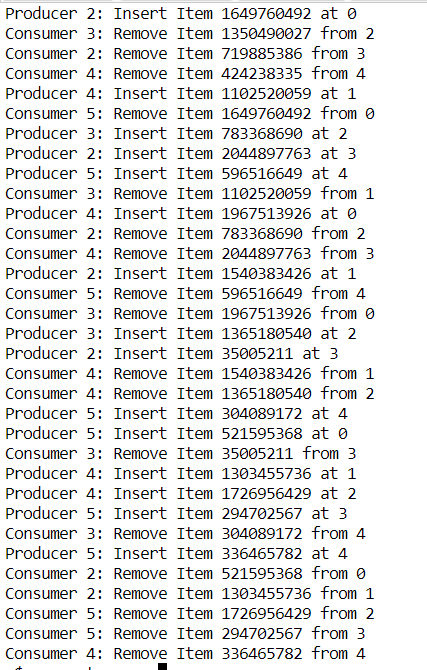 Producer 2: Insert Item 1649760492 at 0
Consumer 3: Remove Item 1350490027 from 2
Consumer 2: Remove Item 719885386 from 3
Consumer 4: Remove Item 424238335 from 4
Producer 4: Insert Item 1102520059 at 1
Consumer 5: Remove Item 1649760492 from 0
Producer 3: Insert Item 783368690 at 2
Producer 2: Insert Item 2044897763 at 3
Producer 5: Insert Item 596516649 at 4
Consumer 3: Remove Item 1102520059 from 1
Producer 4: Insert Item 1967513926 at 0
Consumer 2: Remove Item 783368690 from 2
Consumer 4: Remove Item 2044897763 from 3
Producer 2: Insert Item 1540383426 at 1
Consumer 5: Remove Item 596516649 from 4
Consumer 3: Remove Item 1967513926 from 0
Producer 3: Insert Item 1365180540 at 2
Producer 2: Insert Item 35005211 at 3
Consumer 4: Remove Item 1540383426 from 1
Consumer 4: Remove Item 1365180540 from 2
Producer 5: Insert Item 304089172 at 4
Producer 5: Insert Item 521595368 at 0
Consumer 3: Remove Item 35005211 from 3
Producer 4: Insert Item 1303455736 at 1
Producer 4: Insert Item 1726956429 at 2
Producer 5: Insert Item 294702567 at 3
Consumer 3: Remove Item 304089172 from 4
Producer 5: Insert Item 336465782 at 4
Consumer 2: Remove Item 521595368 from 0
Consumer 2: Remove Item 1303455736 from 1
Consumer 5: Remove Item 1726956429 from 2
Consumer 5: Remove Item 294702567 from 3
Consumer 4: Remove Item 336465782 from 4